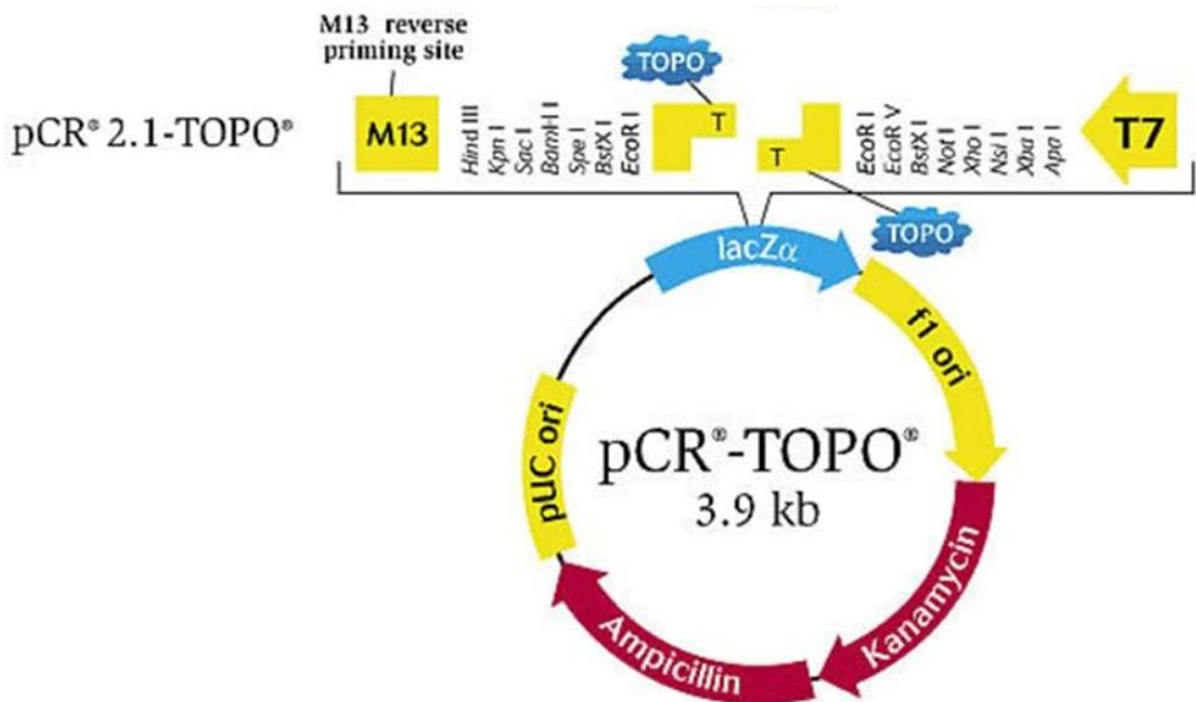 M13 reverse
priming site
pCR® 2.1-TOPO®
M13
Hind III
Kpn I
Sac I
BamH I
Spe I
BstX I
EcoR I
TOPO
T
T
EcoR I
EcoR V
BstX I
Not I
Xho I
Nsi I
Xba I
Apa I
T7
TOPO
lacZα
f1 ori
pUC ori
pCR®-TOPO®
3.9 kb
Kanamycin
Ampicillin